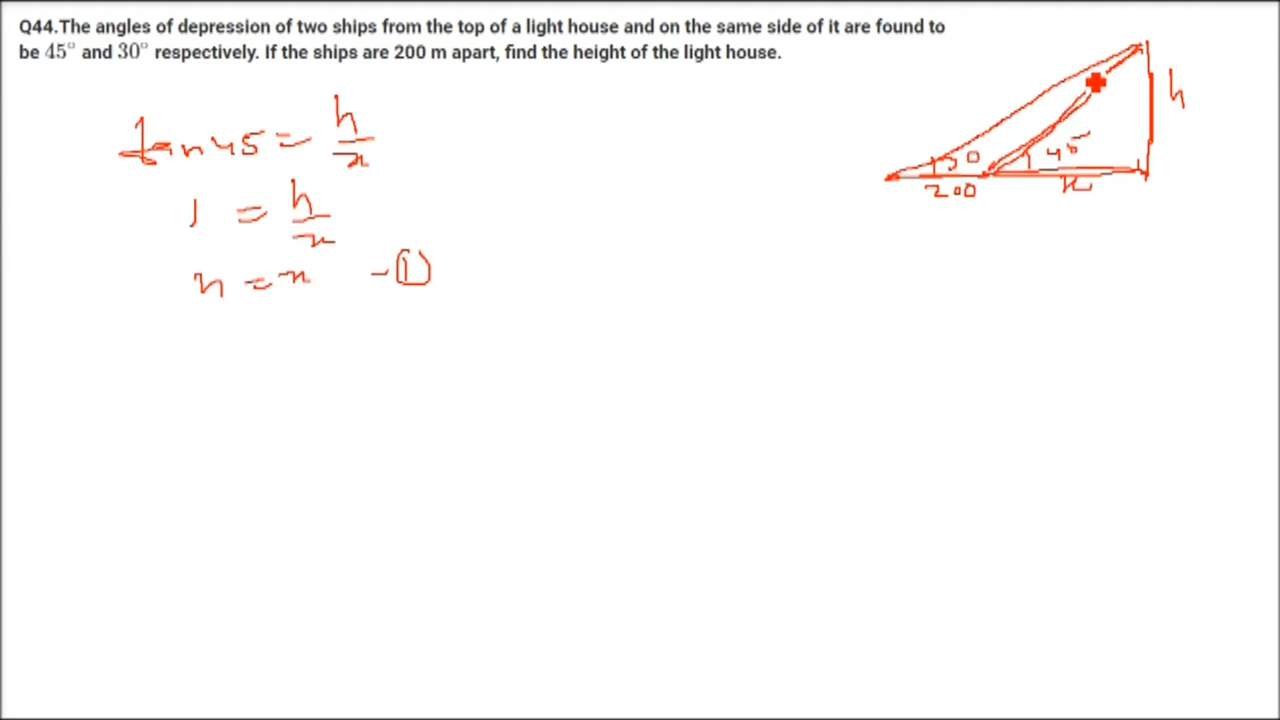 Q44.The angles of depression of two ships from the top of a light house and on the same side of it are found to
be 45° and 30° respectively. If the ships are 200 m apart, find the height of the light house.
tan 45 = h/x
1 = h/x
h = x - ①
h
30
45
200
x